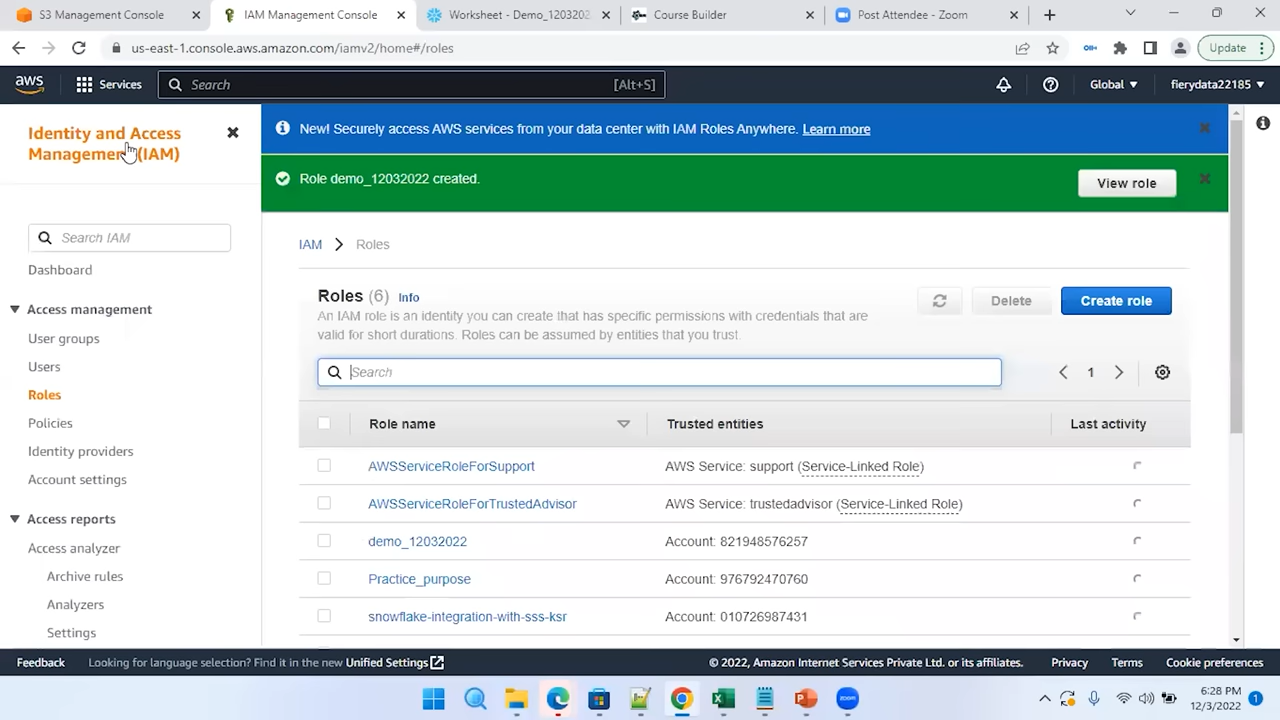 S3 Management Console
IAM Management Console
Worksheet - Demo_1203202
Course Builder
Post Attendee - Zoom
us-east-1.console.aws.amazon.com/iamv2/home#/roles
Update
aws
Services
Search
[Alt+S]
Global
fierydata22185
Identity and Access
Management (IAM)
Search IAM
Dashboard
Access management
User groups
Users
Roles
Policies
Identity providers
Account settings
Access reports
Access analyzer
Archive rules
Analyzers
Settings
New! Securely access AWS services from your data center with IAM Roles Anywhere. Learn more
Role demo_12032022 created.
View role
IAM > Roles
Roles (6) Info
Delete
Create role
An IAM role is an identity you can create that has specific permissions with credentials that are
valid for short durations. Roles can be assumed by entities that you trust.
Search
1
Role name
Trusted entities
Last activity
AWSServiceRoleForSupport
AWS Service: support (Service-Linked Role)
AWSServiceRoleForTrustedAdvisor
AWS Service: trustedadvisor (Service-Linked Role)
demo_12032022
Account: 821948576257
Practice_purpose
Account: 976792470760
snowflake-integration-with-sss-ksr
Account: 010726987431
Feedback
Looking for language selection? Find it in the new Unified Settings
© 2022, Amazon Internet Services Private Ltd. or its affiliates.
Privacy
Terms
Cookie preferences
6:28 PM
12/3/2022
1